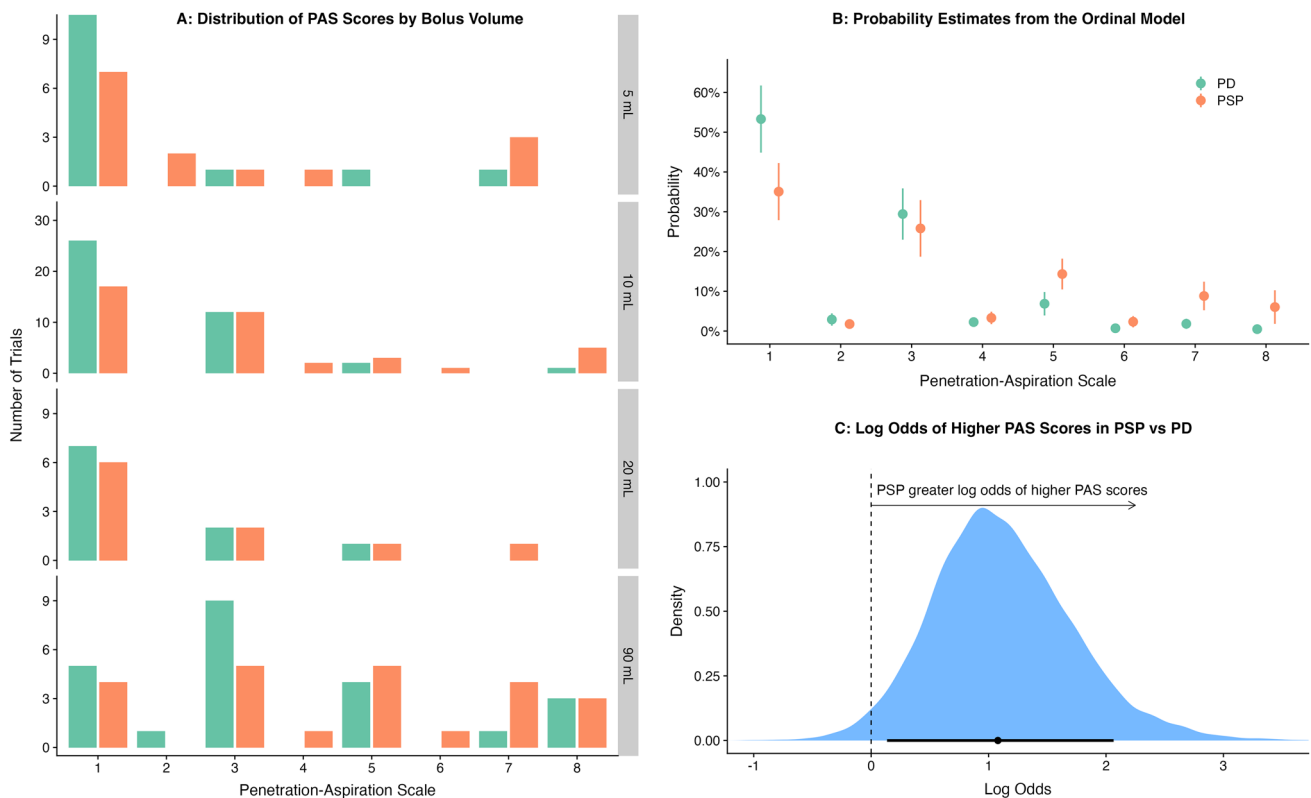 A: Distribution of PAS Scores by Bolus Volume
Number of Trials
9
6
3
0
5 mL
30
20
10
0
10 mL
9
6
3
0
20 mL
9
6
3
0
90 mL
1 2 3 4 5 6 7 8
Penetration-Aspiration Scale
B: Probability Estimates from the Ordinal Model
PD
PSP
Probability
60%
50%
40%
30%
20%
10%
0%
1 2 3 4 5 6 7 8
Penetration-Aspiration Scale
C: Log Odds of Higher PAS Scores in PSP vs PD
PSP greater log odds of higher PAS scores
Density
1.00
0.75
0.50
0.25
0.00
-1 0 1 2 3
Log Odds